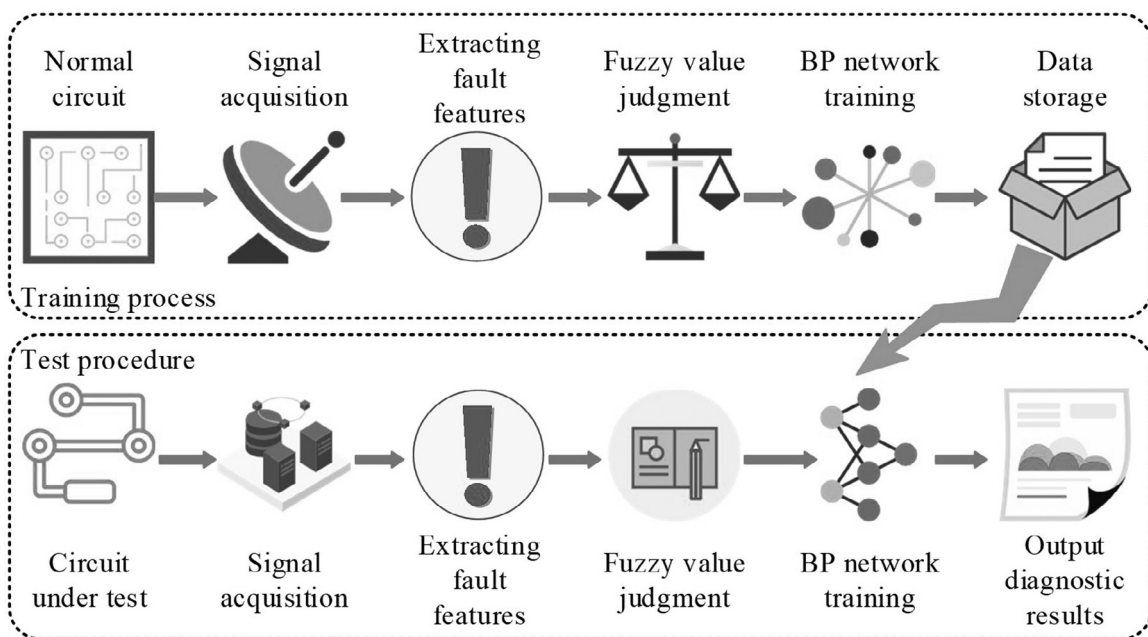 Normal
circuit
Signal
acquisition
Extracting
fault
features
Fuzzy value
judgment
BP network
training
Data
storage
Training process
Test procedure
Circuit
under test
Signal
acquisition
Extracting
fault
features
Fuzzy value
judgment
BP network
training
Output
diagnostic
results